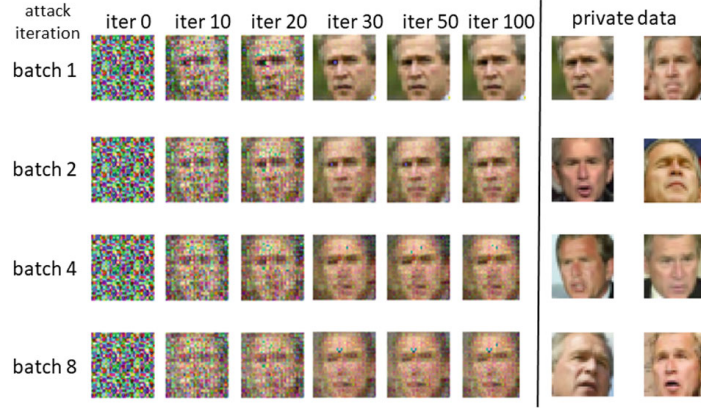 attack iteration
iter 0 iter 10 iter 20 iter 30 iter 50 iter 100
private data
batch 1
batch 2
batch 4
batch 8